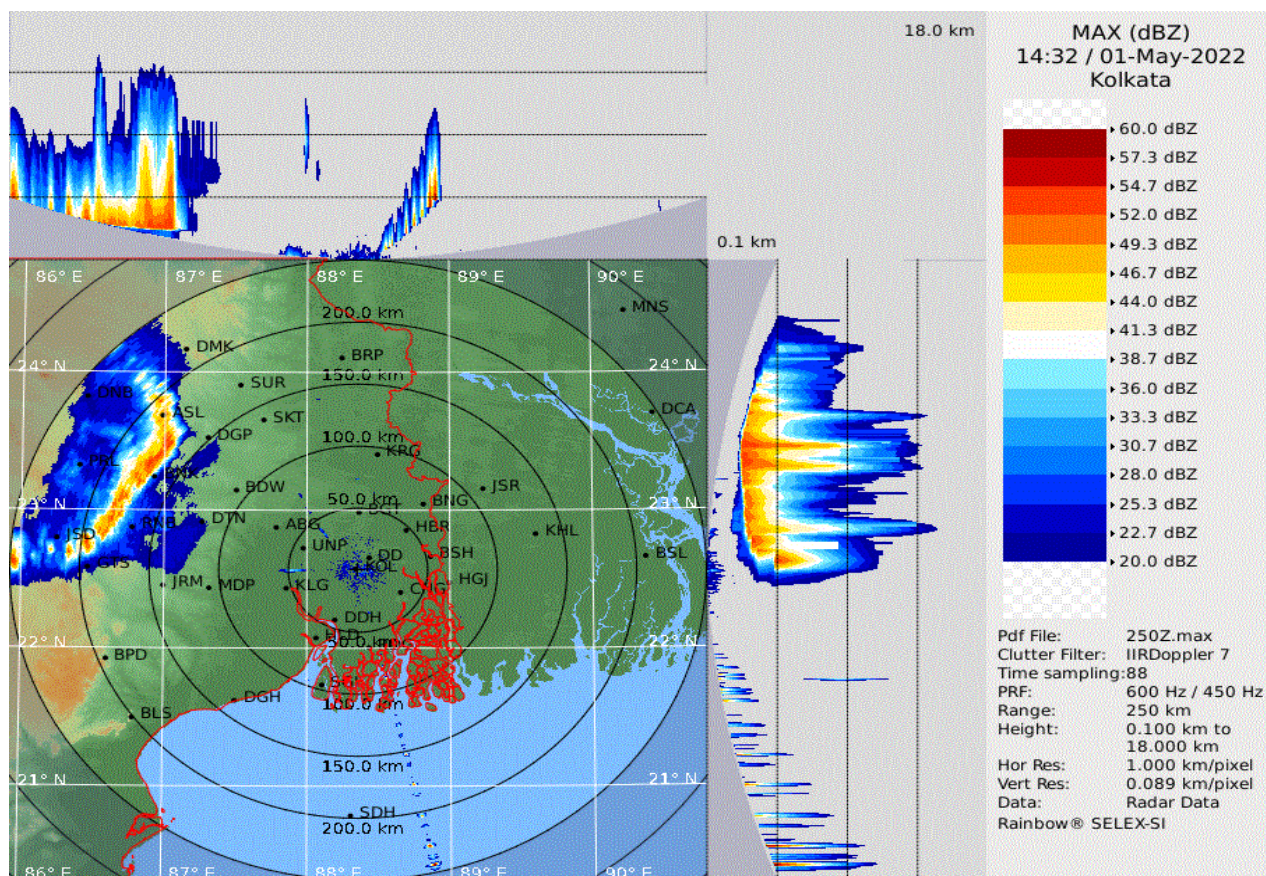 18.0 km
0.1 km
MAX (dBZ)
14:32 / 01-May-2022
Kolkata
60.0 dBZ
57.3 dBZ
54.7 dBZ
52.0 dBZ
49.3 dBZ
46.7 dBZ
44.0 dBZ
41.3 dBZ
38.7 dBZ
36.0 dBZ
33.3 dBZ
30.7 dBZ
28.0 dBZ
25.3 dBZ
22.7 dBZ
20.0 dBZ
Pdf File: 250Z.max
Clutter Filter: IIRDoppler 7
Time sampling:88
PRF: 600 Hz / 450 Hz
Range: 250 km
Height: 0.100 km to
18.000 km
Hor Res: 1.000 km/pixel
Vert Res: 0.089 km/pixel
Data: Radar Data
Rainbow® SELEX-SI
86° E 87° E 88° E 89° E 90° E
MNS
200.0 km
DMK
BRP
24° N 24° N
150.0 km
SUR
DNB
ASL
SKT
DCA
DGP
100.0 km
KRG
PRL
BDW
JSR
50.0 km
BNG
23° N 23° N
DTN
RNB
ABG
HBR
KHL
JSD
UNP
DD
BSH
BSL
KOL
JRM
MDP
KLG
HGJ
DDH
50.0 km
22° N 22° N
BPD
DGH
100.0 km
BLS
150.0 km
21° N 21° N
SDH
200.0 km
86° E 87° E 88° E 89° E 90° E